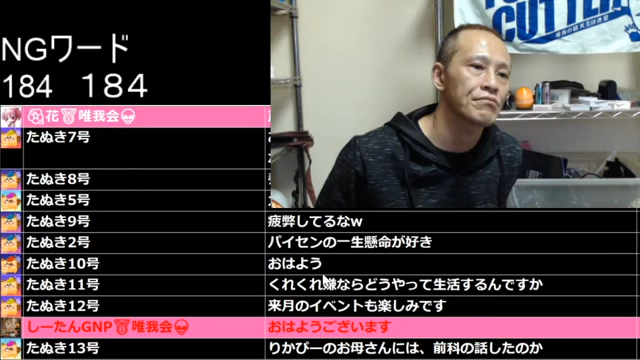 NGワード
184 184
CUTTER
花 唯我会
たぬき7号
たぬき8号
たぬき5号
たぬき9号 疲弊してるなw
たぬき2号 パイセンの一生懸命が好き
たぬき10号 おはよう
たぬき11号 くれくれ嫌ならどうやって生活するんですか
たぬき12号 来月のイベントも楽しみです
しーたんGNP 唯我会 おはようございます
たぬき13号 りかぴーのお母さんには、前科の話したのか